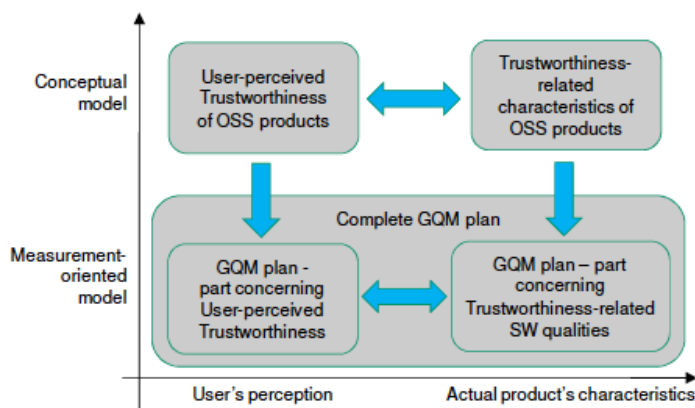 Conceptual
model
User-perceived
Trustworthiness
of OSS products
Trustworthiness-
related
characteristics of
OSS products
Complete GQM plan
Measurement-
oriented
model
GQM plan -
part concerning
User-perceived
Trustworthiness
GQM plan – part
concerning
Trustworthiness-related
SW qualities
User's perception
Actual product's characteristics